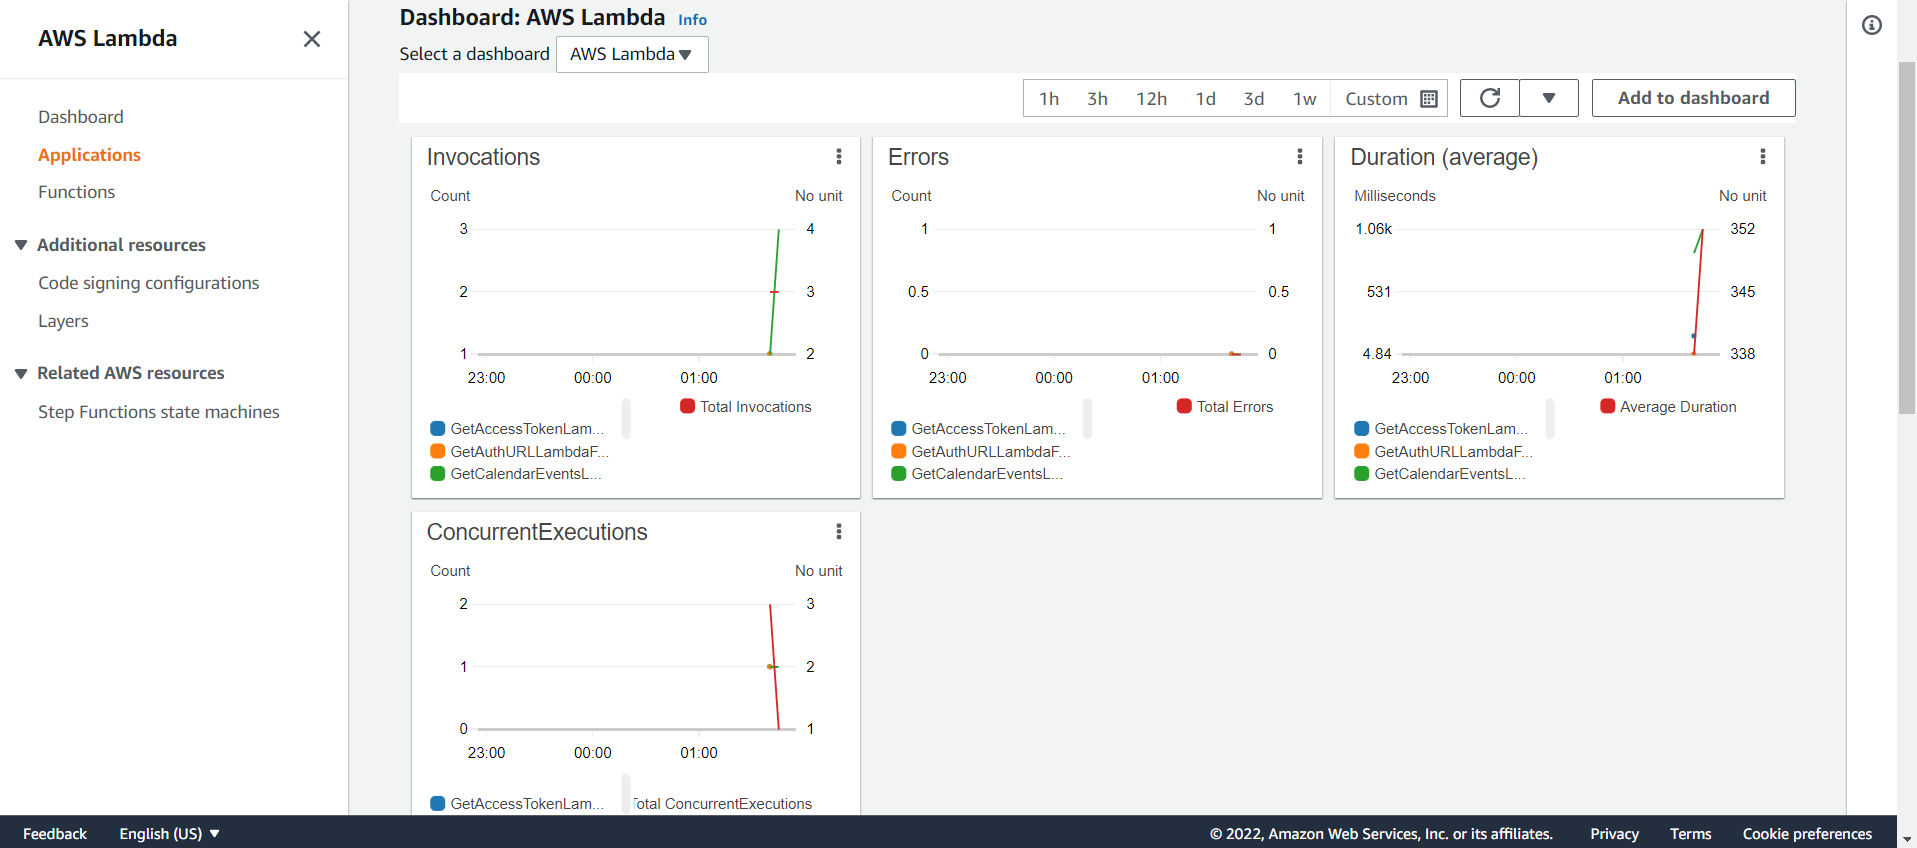 AWS Lambda
Dashboard
Applications
Functions
Additional resources
Code signing configurations
Layers
Related AWS resources
Step Functions state machines
Dashboard: AWS Lambda Info
Select a dashboard AWS Lambda
1h 3h 12h 1d 3d 1w Custom Add to dashboard
Invocations
Count No unit
3 4
2 3
1 2
23:00 00:00 01:00
Total Invocations
GetAccessTokenLam...
GetAuthURLLambdaF...
GetCalendarEventsL...
Errors
Count No unit
1 1
0.5 0.5
0 0
23:00 00:00 01:00
Total Errors
GetAccessTokenLam...
GetAuthURLLambdaF...
GetCalendarEventsL...
Duration (average)
Milliseconds No unit
1.06k 352
531 345
4.84 338
23:00 00:00 01:00
Average Duration
GetAccessTokenLam...
GetAuthURLLambdaF...
GetCalendarEventsL...
ConcurrentExecutions
Count No unit
2 3
1 2
0 1
23:00 00:00 01:00
GetAccessTokenLam... Total ConcurrentExecutions
Feedback English (US) © 2022, Amazon Web Services, Inc. or its affiliates. Privacy Terms Cookie preferences